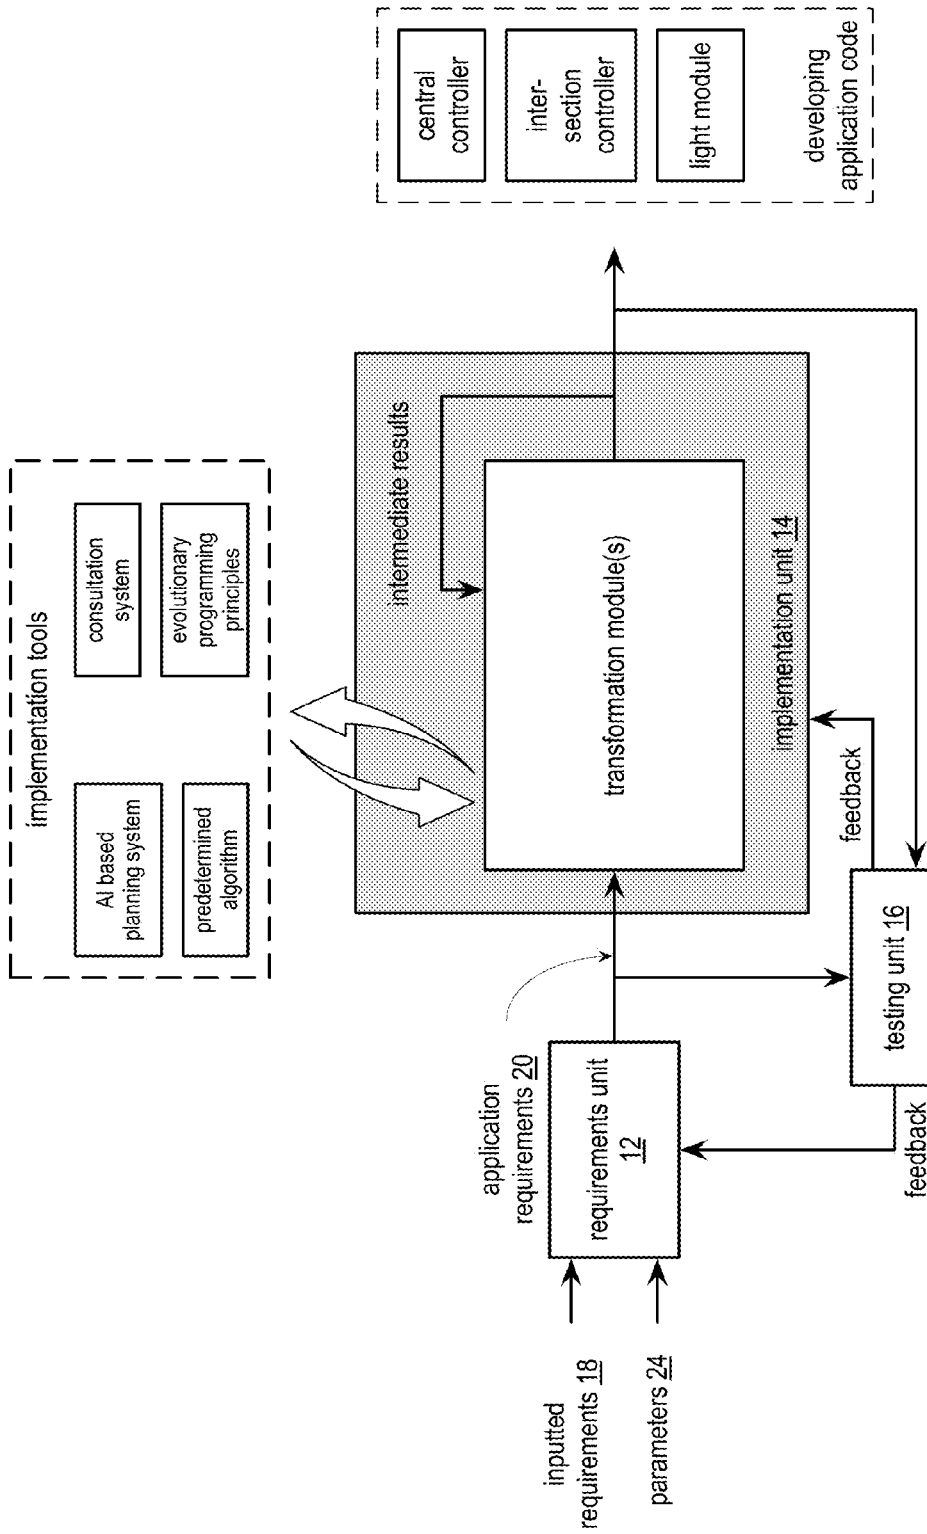 implementation tools
AI based
planning system
predetermined
algorithm
consultation
system
evolutionary
programming
principles
inputted
requirements 18
parameters 24
application
requirements 20
requirements unit
12
intermediate results
transformation module(s)
implementation unit 14
feedback
testing unit 16
feedback
central
controller
inter-
section
controller
light module
developing
application code